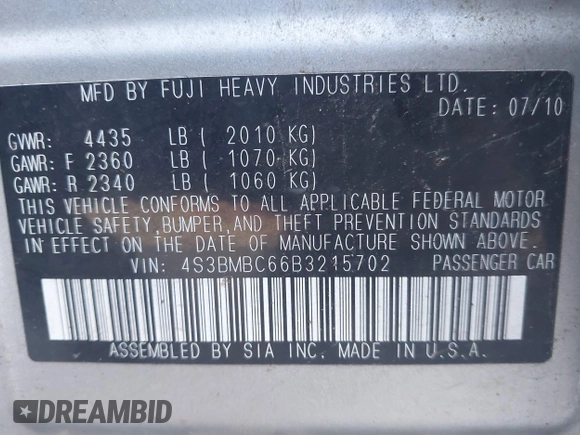 MFD BY FUJI HEAVY INDUSTRIES LTD.
DATE: 07/10
GVWR: 4435 LB ( 2010 KG)
GAWR: F 2360 LB ( 1070 KG)
GAWR: R 2340 LB ( 1060 KG)
THIS VEHICLE CONFORMS TO ALL APPLICABLE FEDERAL MOTOR
VEHICLE SAFETY, BUMPER, AND THEFT PREVENTION STANDARDS
IN EFFECT ON THE DATE OF MANUFACTURE SHOWN ABOVE.
VIN: 4S3BMBC66B3215702 PASSENGER CAR
ASSEMBLED BY SIA INC. MADE IN U.S.A.
DREAMBID